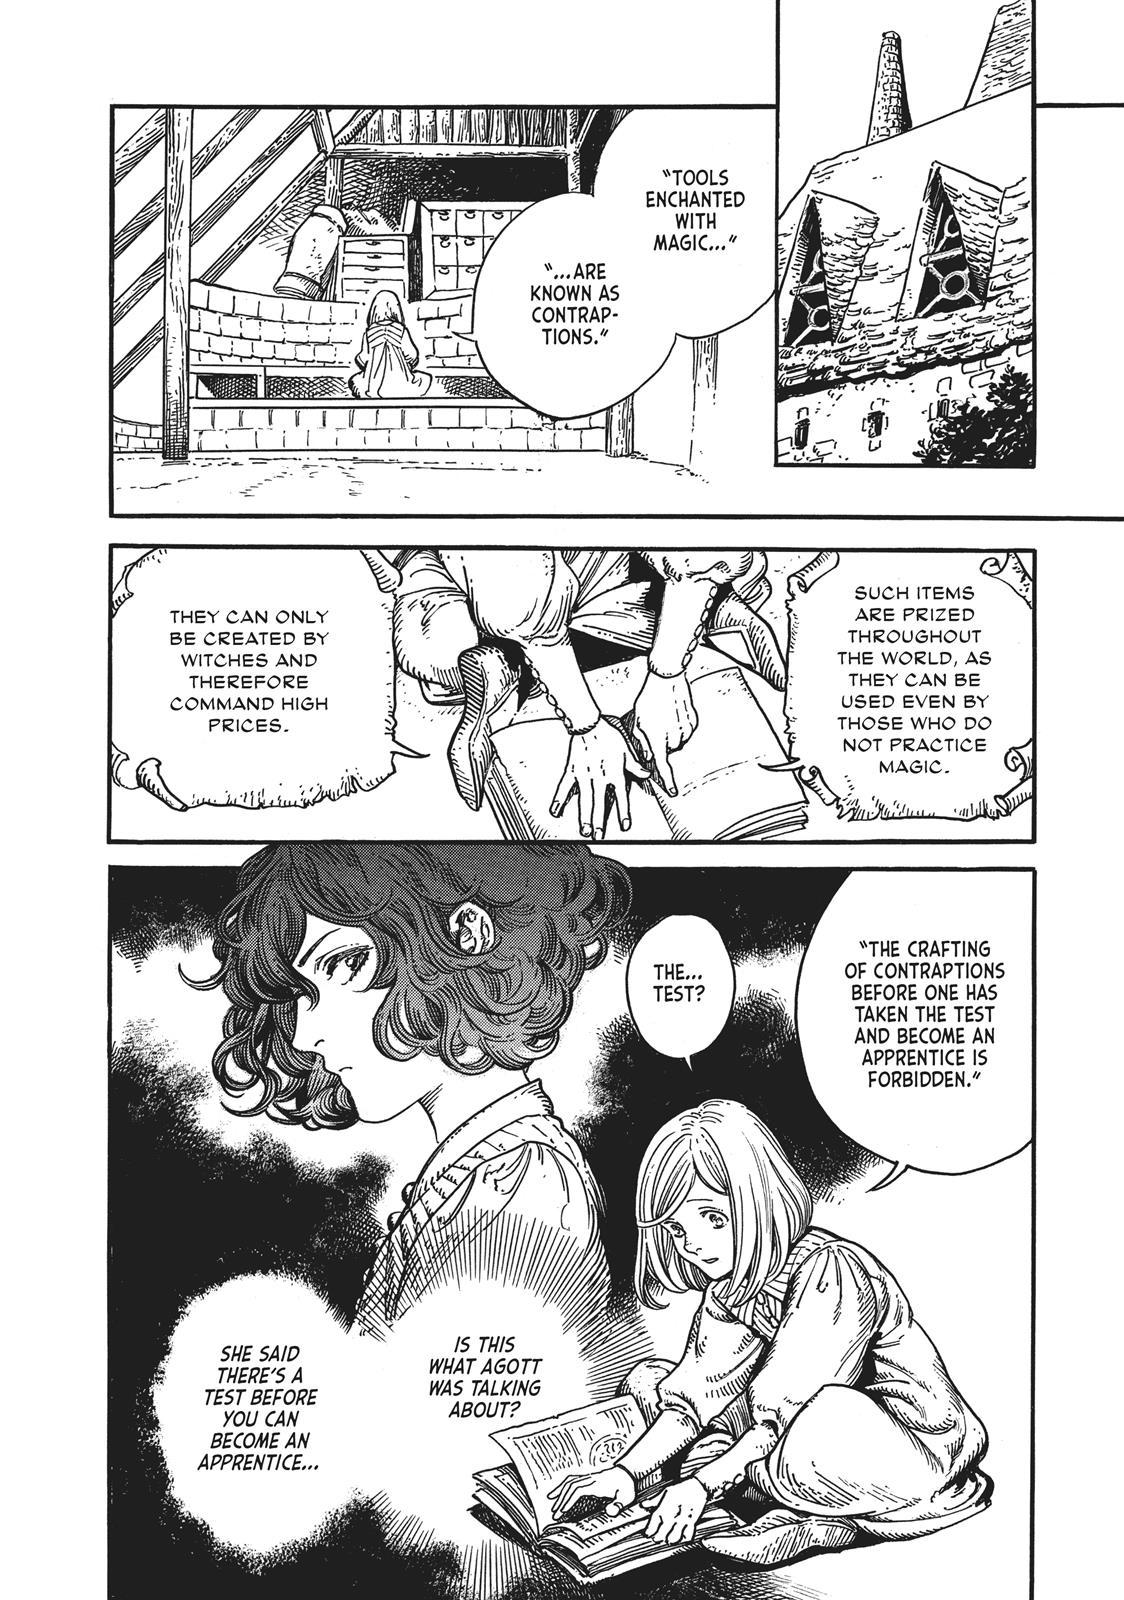 "TOOLS
ENCHANTED
WITH
MAGIC..."
"...ARE
KNOWN AS
CONTRAP-
TIONS."
SUCH ITEMS
ARE PRIZED
THROUGHOUT
THE WORLD, AS
THEY CAN BE
USED EVEN BY
THOSE WHO DO
NOT PRACTICE
MAGIC.
THEY CAN ONLY
BE CREATED BY
WITCHES AND
THEREFORE
COMMAND HIGH
PRICES.
"THE CRAFTING
OF CONTRAPTIONS
BEFORE ONE HAS
TAKEN THE TEST
AND BECOME AN
APPRENTICE IS
FORBIDDEN."
THE...
TEST?
IS THIS
WHAT AGOTT
WAS TALKING
ABOUT?
SHE SAID
THERE'S A
TEST BEFORE
YOU CAN
BECOME AN
APPRENTICE...